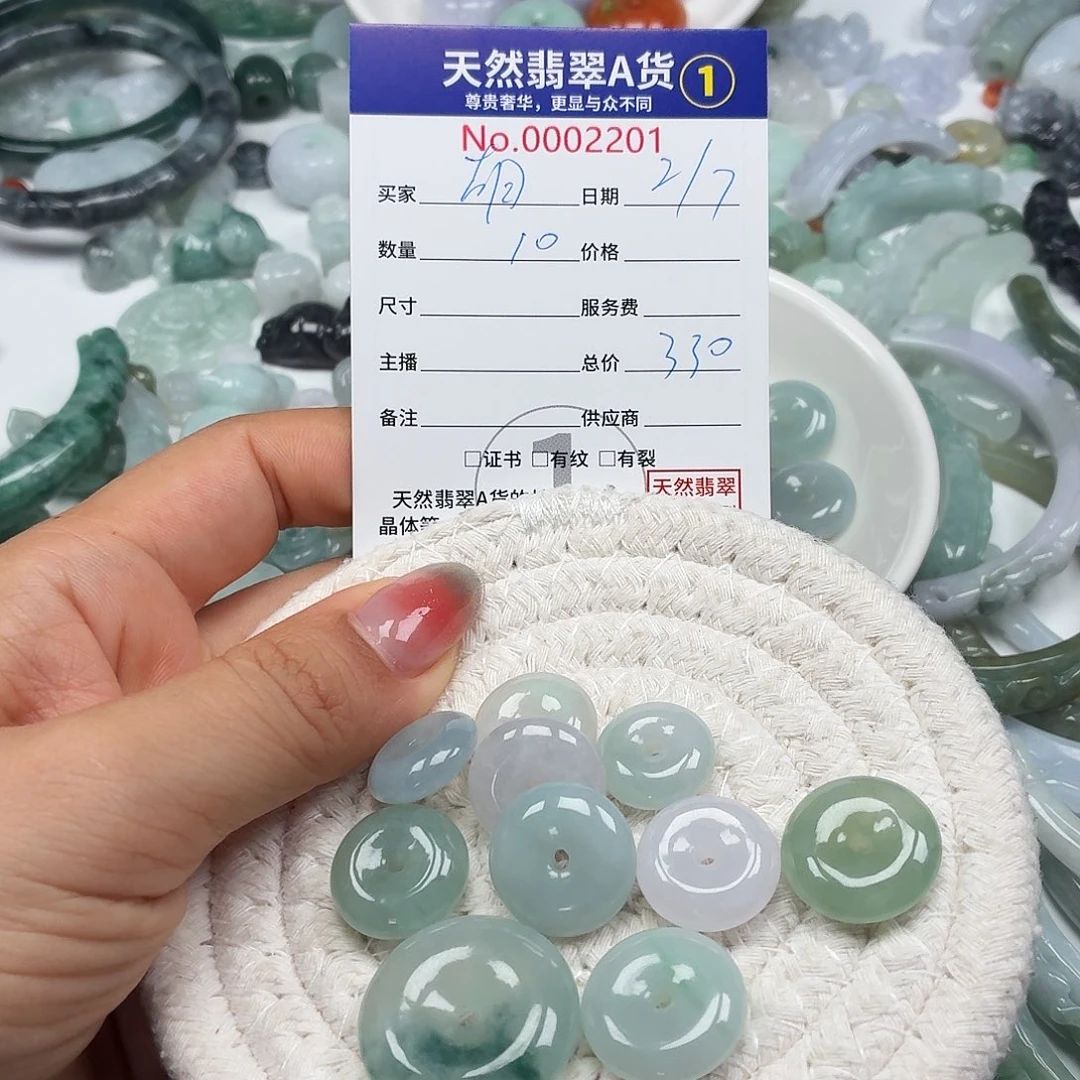 天然翡翠A货 1
尊贵奢华，更显与众不同
No.0002201
买家 胡 日期 2/7
数量 10 价格
尺寸 服务费
主播 总价 330
备注 供应商
1
□证书 □有纹 □有裂
天然翡翠A货的
天然翡翠
晶体等